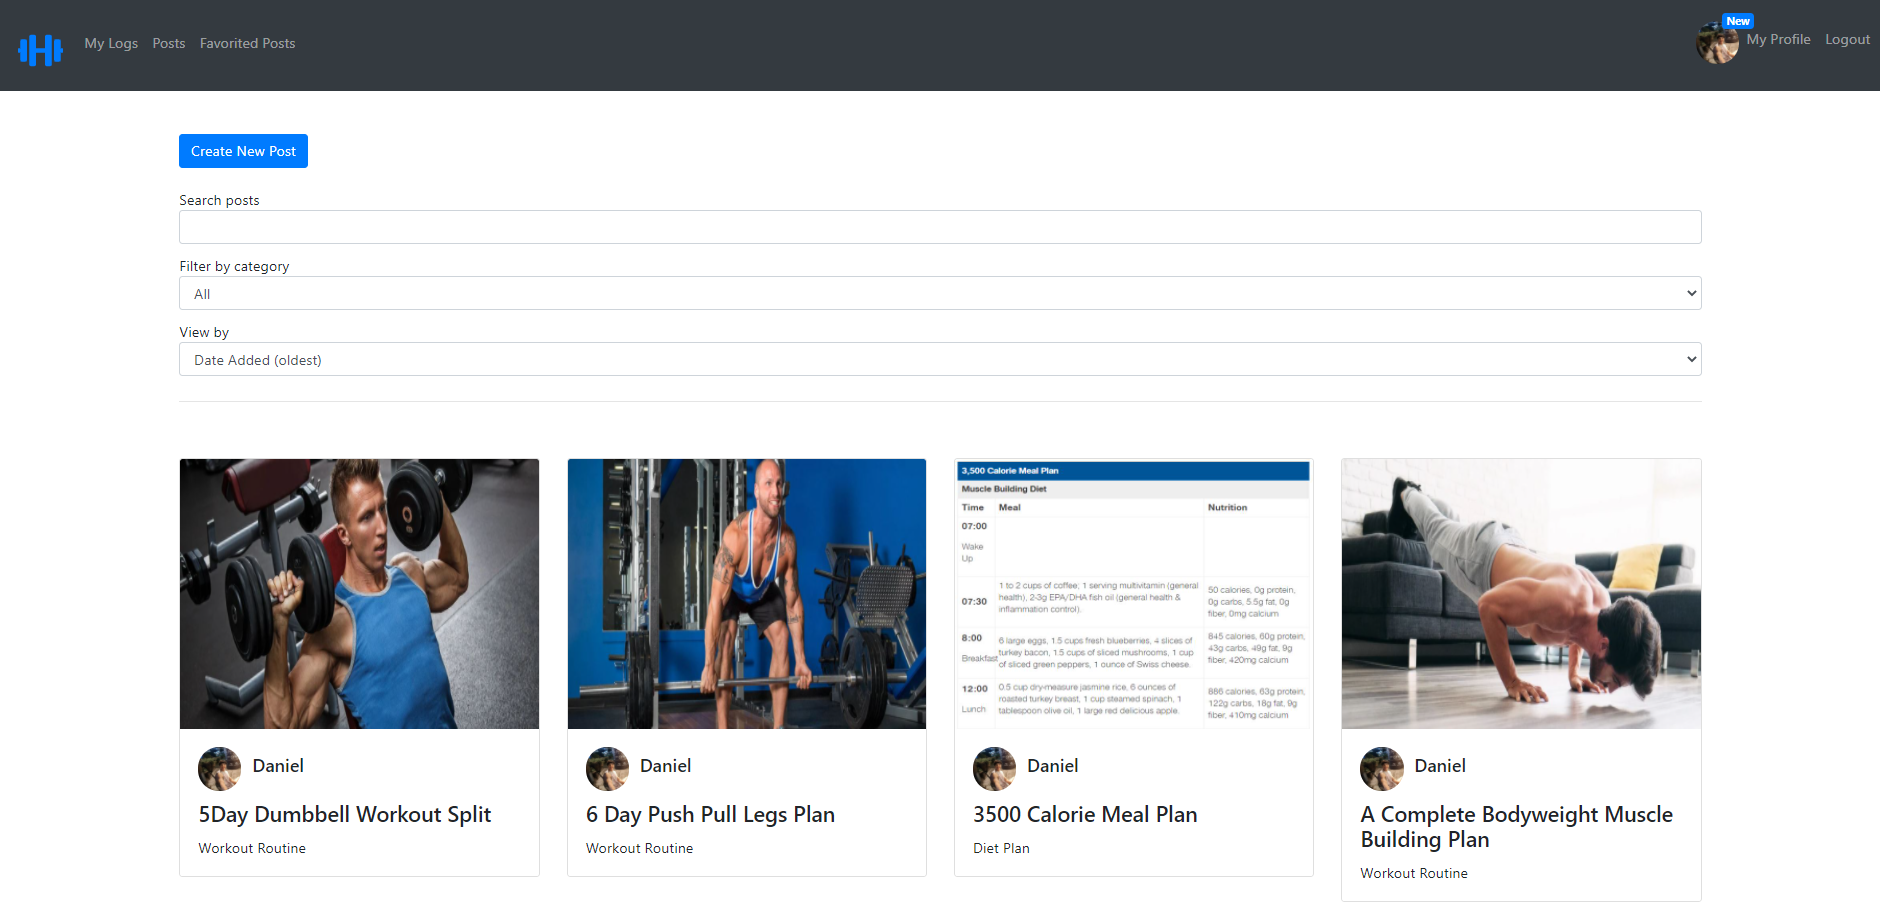 H
My Logs
Posts
Favorited Posts
New
My Profile
Logout
Create New Post
Search posts
Filter by category
All
View by
Date Added (oldest)
3,500 Calorie Meal Plan
Muscle Building Diet
Time Meal Nutrition
07:00
Wake
Up
07:30
1 to 2 cups of coffee; 1 serving multivitamin (general
health), 2-3g EPA/DHA fish oil (general health &
inflammation control).
50 calories, 0g protein,
0g carbs, 5.5g fat, 0g
fiber, 0mg calcium
8:00
Breakfast
6 large eggs, 1.5 cups fresh blueberries, 4 slices of
turkey bacon, 1.5 cups of sliced mushrooms, 1 cup
of sliced green peppers, 1 ounce of Swiss cheese.
845 calories, 60g protein,
43g carbs, 49g fat, 9g
fiber, 420mg calcium
12:00
Lunch
0.5 cup dry-measure jasmine rice, 6 ounces of
roasted turkey breast, 1 cup steamed spinach, 1
tablespoon olive oil, 1 large red delicious apple.
886 calories, 63g protein,
122g carbs, 18g fat, 9g
fiber, 410mg calcium
Daniel
5Day Dumbbell Workout Split
Workout Routine
Daniel
6 Day Push Pull Legs Plan
Workout Routine
Daniel
3500 Calorie Meal Plan
Diet Plan
Daniel
A Complete Bodyweight Muscle
Building Plan
Workout Routine